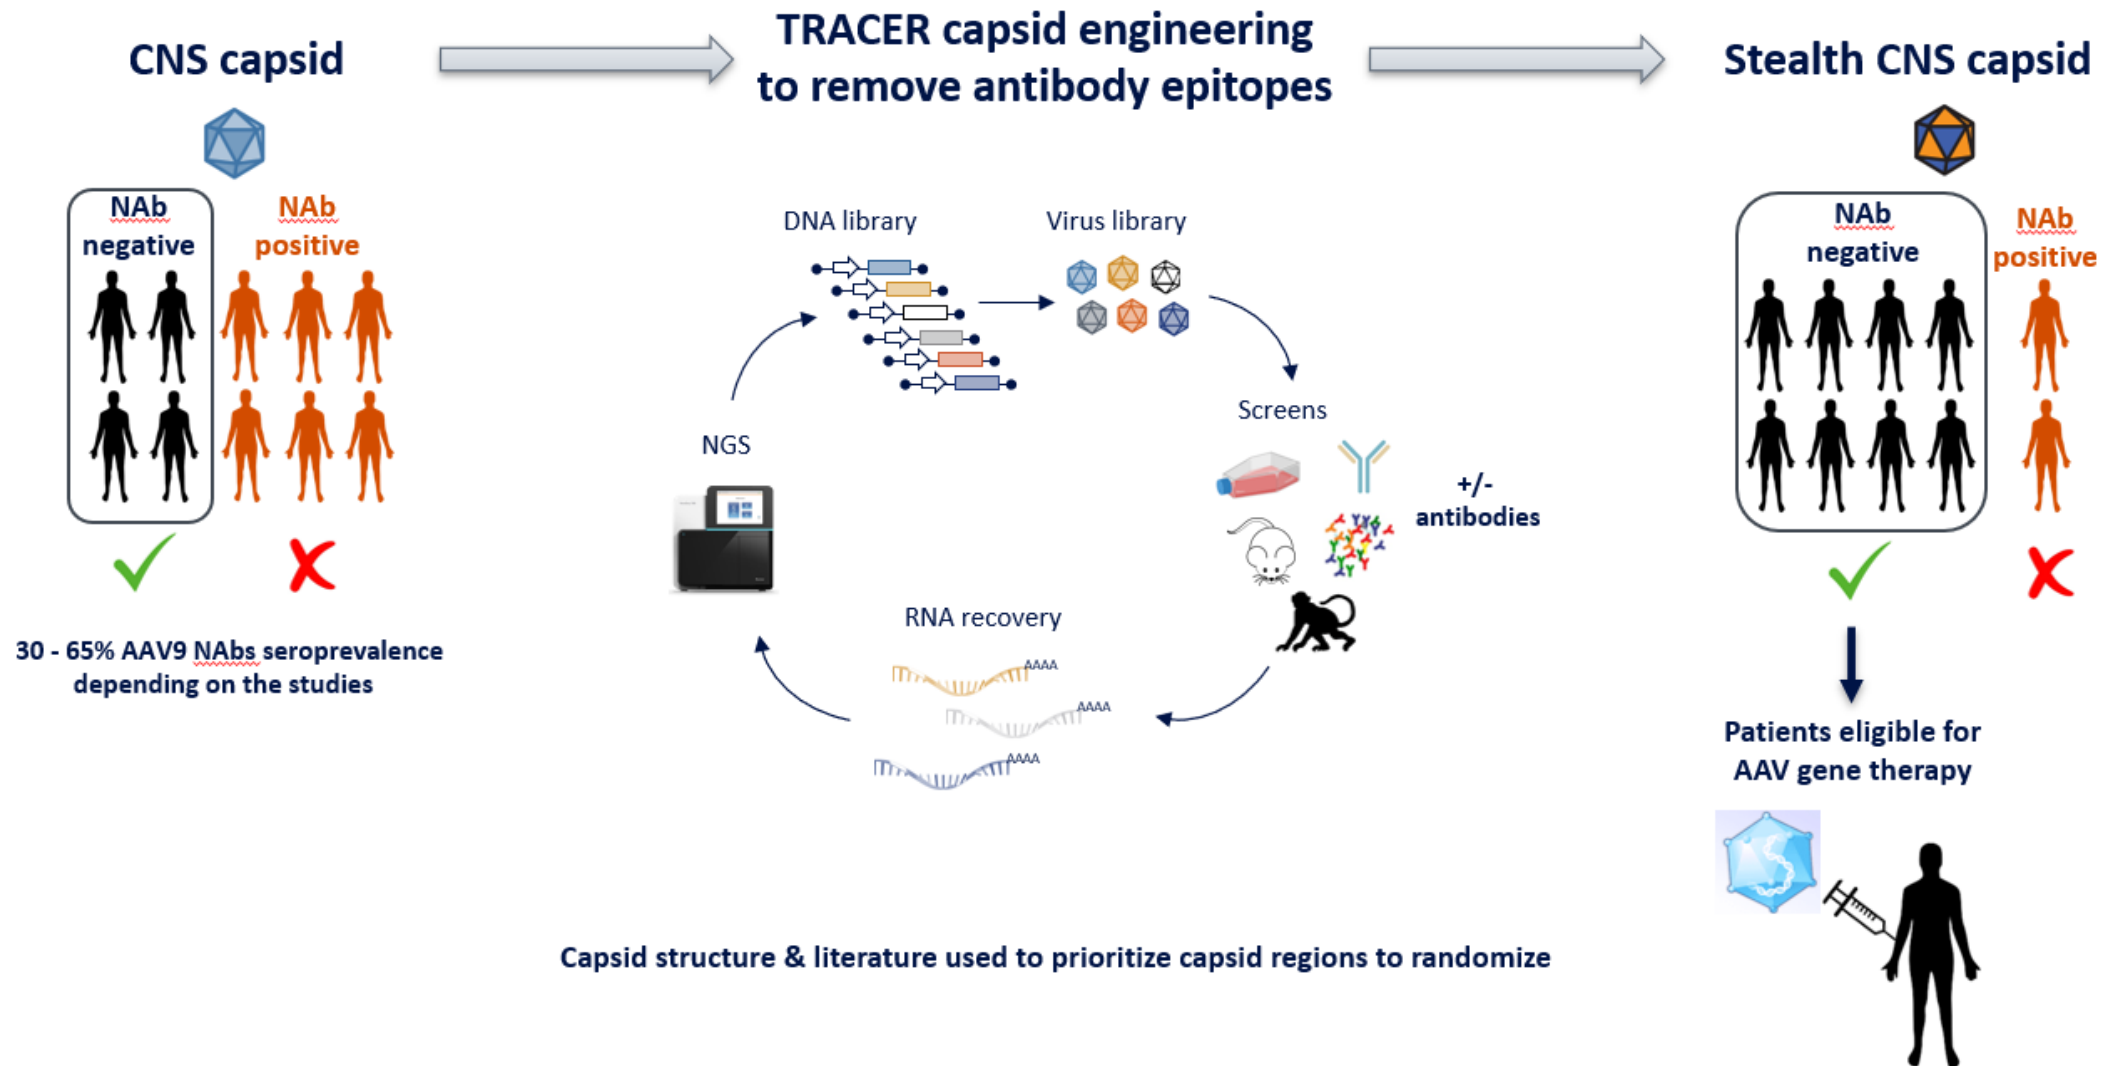 CNS capsid
TRACER capsid engineering
to remove antibody epitopes
Stealth CNS capsid
NAb
negative
NAb
positive
30 - 65% AAV9 NAbs seroprevalence
depending on the studies
DNA library
Virus library
Screens
+/-
antibodies
RNA recovery
AAAA
AAAA
AAAA
NGS
NAb
negative
NAb
positive
Patients eligible for
AAV gene therapy
Capsid structure & literature used to prioritize capsid regions to randomize